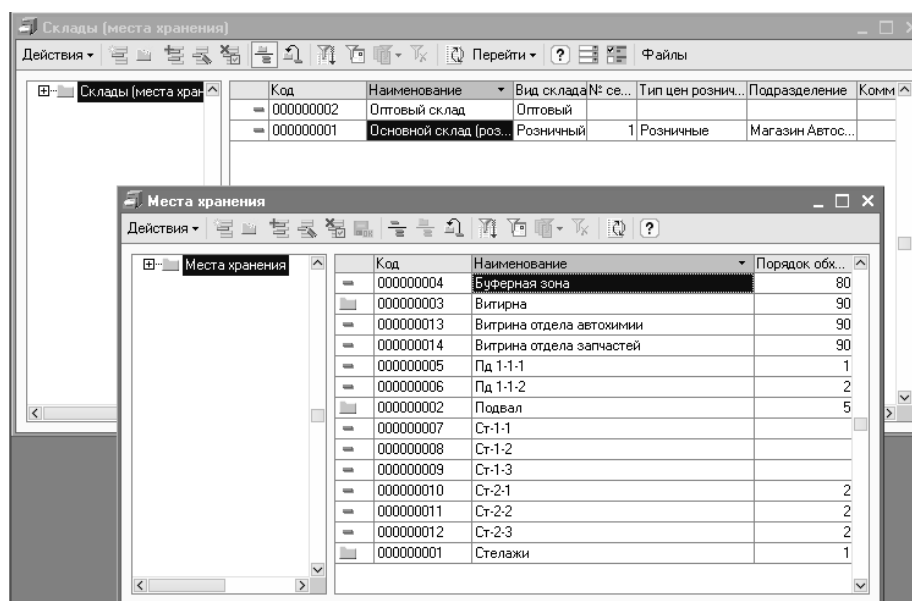 Склады (места хранения)
Действия Перейти ? Файлы
Склады (места хран
Код Наименование Вид склада № се... Тип цен рознич... Подразделение Комм
000000002 Оптовый склад Оптовый
000000001 Основной склад (роз... Розничный 1 Розничные Магазин Автос...
Места хранения
Действия ?
Места хранения
Код Наименование Порядок обх...
000000004 Буферная зона 80
000000003 Витирна 90
000000013 Витрина отдела автохимии 90
000000014 Витрина отдела запчастей 90
000000005 Пд 1-1-1 1
000000006 Пд 1-1-2 2
000000002 Подвал 5
000000007 Ст-1-1
000000008 Ст-1-2
000000009 Ст-1-3
000000010 Ст-2-1 2
000000011 Ст-2-2 2
000000012 Ст-2-3 2
000000001 Стелажи 1